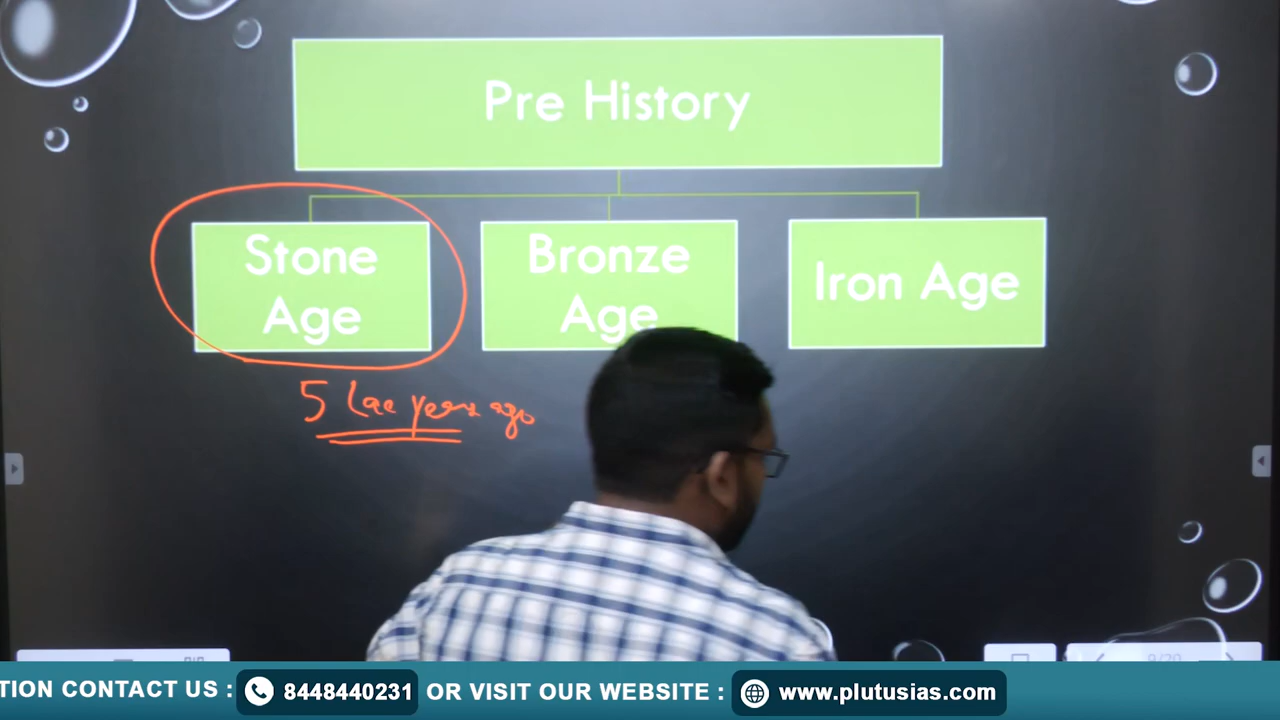 Pre History
Stone
Age
Bronze
Age
Iron Age
5 Lac years ago
TION CONTACT US : 8448440231 OR VISIT OUR WEBSITE : www.plutusias.com